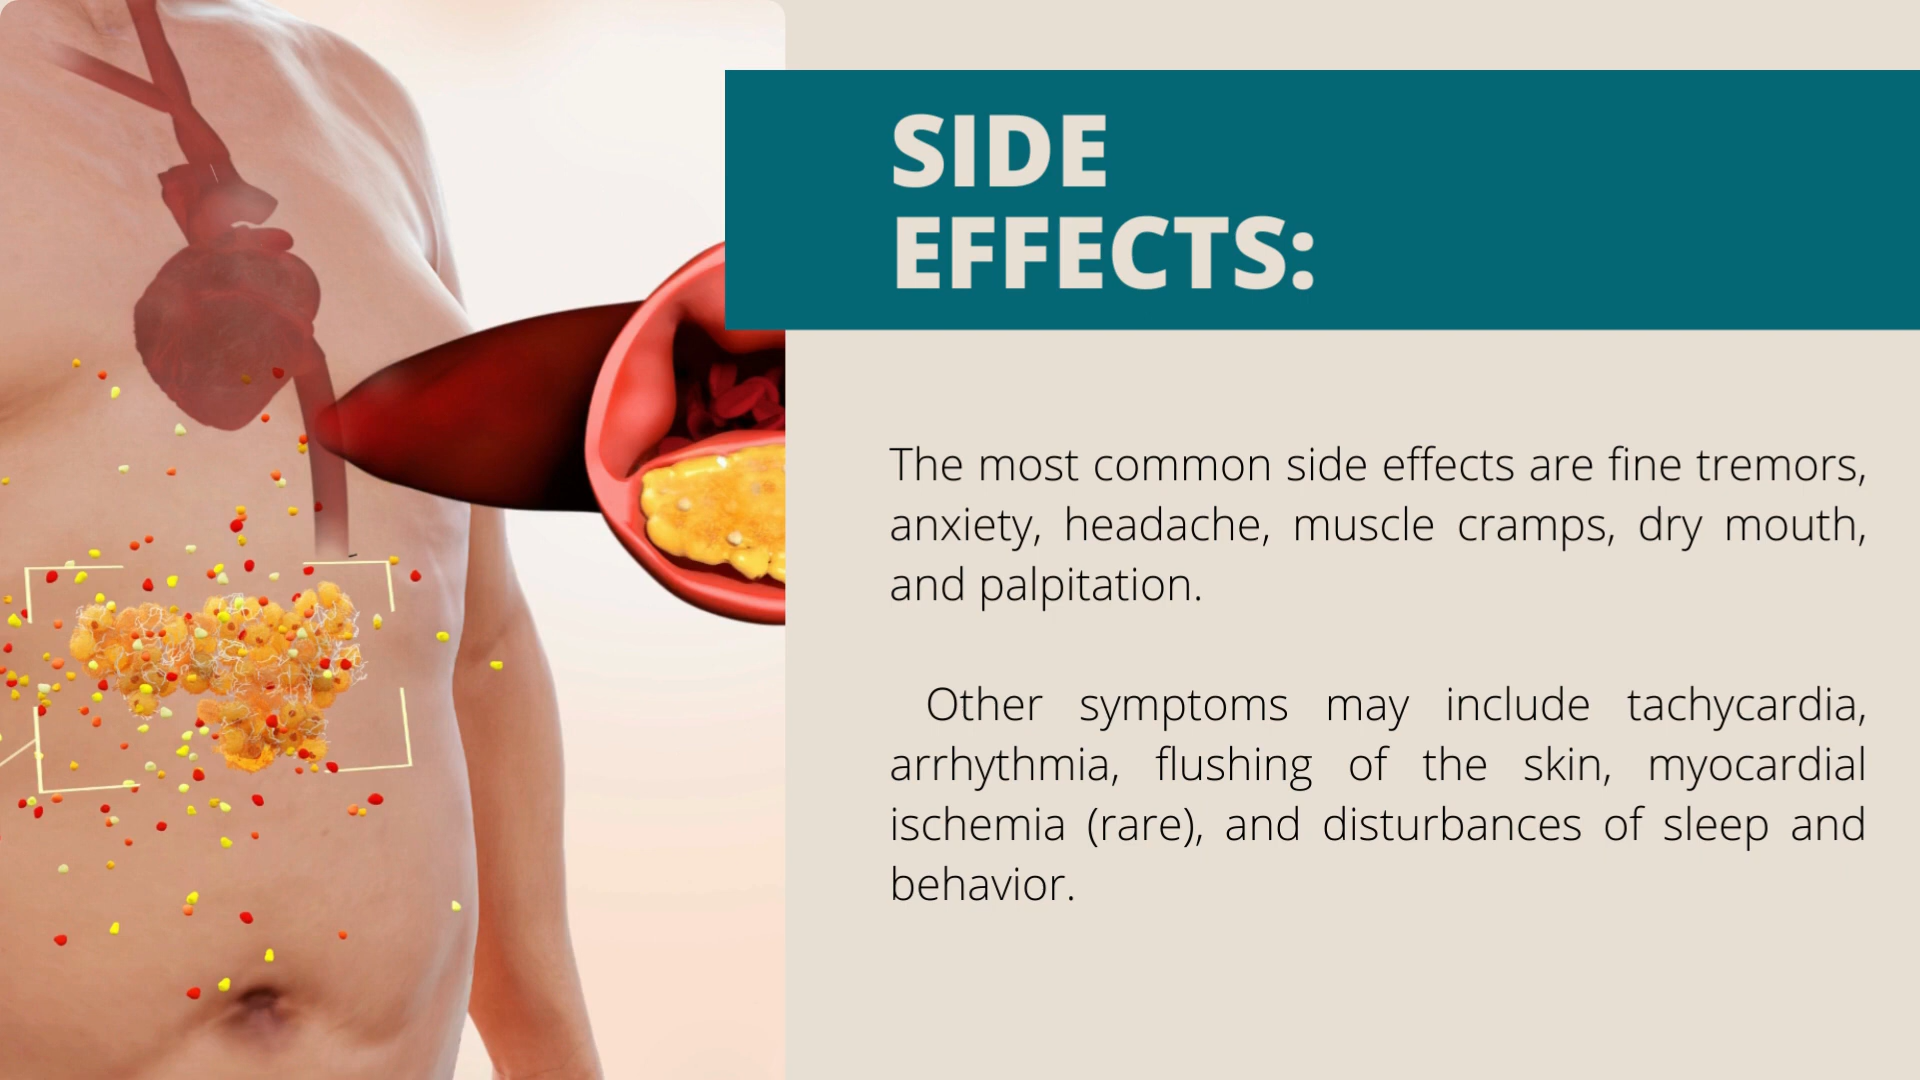 SIDE
EFFECTS:
The most common side effects are fine tremors,
anxiety, headache, muscle cramps, dry mouth,
and palpitation.
Other symptoms may include tachycardia,
arrhythmia, flushing of the skin, myocardial
ischemia (rare), and disturbances of sleep and
behavior.